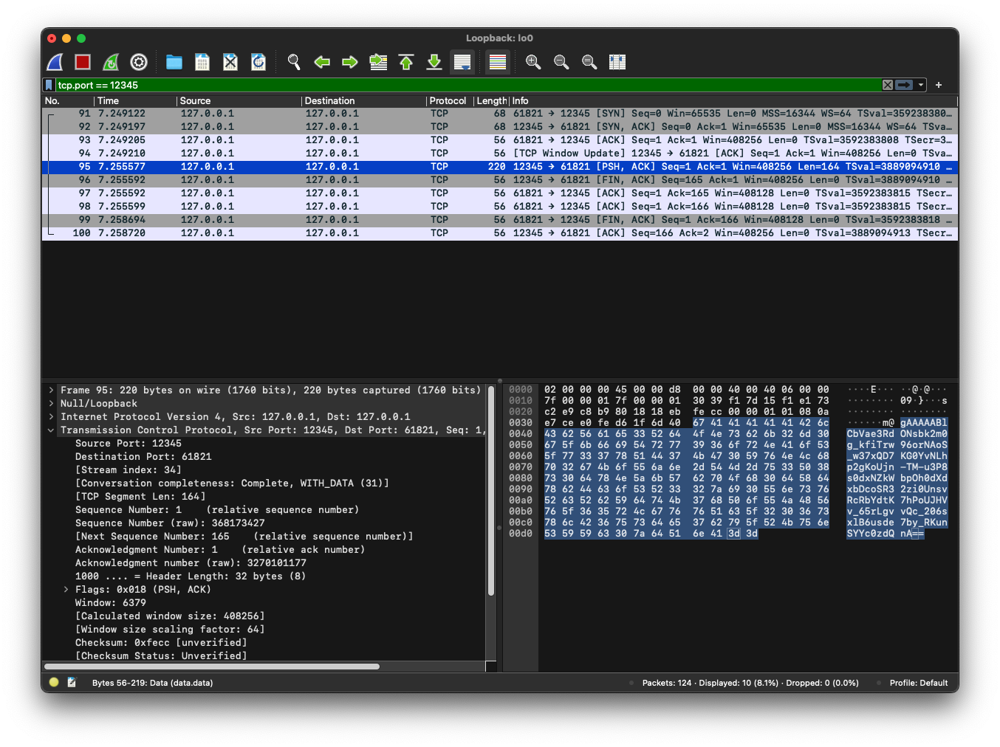 Loopback: lo0
tcp.port == 12345
No. Time Source Destination Protocol Length Info
91 7.249122 127.0.0.1 127.0.0.1 TCP 68 61821 → 12345 [SYN] Seq=0 Win=65535 Len=0 MSS=16344 WS=64 TSval=359238380…
92 7.249197 127.0.0.1 127.0.0.1 TCP 68 12345 → 61821 [SYN, ACK] Seq=0 Ack=1 Win=65535 Len=0 MSS=16344 WS=64 TSva…
93 7.249205 127.0.0.1 127.0.0.1 TCP 56 61821 → 12345 [ACK] Seq=1 Ack=1 Win=408256 Len=0 TSval=3592383808 TSecr=3…
94 7.249210 127.0.0.1 127.0.0.1 TCP 56 [TCP Window Update] 12345 → 61821 [ACK] Seq=1 Ack=1 Win=408256 Len=0 TSva…
95 7.255577 127.0.0.1 127.0.0.1 TCP 220 12345 → 61821 [PSH, ACK] Seq=1 Ack=1 Win=408256 Len=164 TSval=3889094910 …
96 7.255592 127.0.0.1 127.0.0.1 TCP 56 12345 → 61821 [FIN, ACK] Seq=165 Ack=1 Win=408256 Len=0 TSval=3889094910 …
97 7.255592 127.0.0.1 127.0.0.1 TCP 56 61821 → 12345 [ACK] Seq=1 Ack=165 Win=408128 Len=0 TSval=3592383815 TSecr…
98 7.255599 127.0.0.1 127.0.0.1 TCP 56 61821 → 12345 [ACK] Seq=1 Ack=166 Win=408128 Len=0 TSval=3592383815 TSecr…
99 7.258694 127.0.0.1 127.0.0.1 TCP 56 61821 → 12345 [FIN, ACK] Seq=1 Ack=166 Win=408128 Len=0 TSval=3592383818 …
100 7.258720 127.0.0.1 127.0.0.1 TCP 56 12345 → 61821 [ACK] Seq=166 Ack=2 Win=408256 Len=0 TSval=3889094913 TSecr…
Frame 95: 220 bytes on wire (1760 bits), 220 bytes captured (1760 bits)
Null/Loopback
Internet Protocol Version 4, Src: 127.0.0.1, Dst: 127.0.0.1
Transmission Control Protocol, Src Port: 12345, Dst Port: 61821, Seq: 1,
Source Port: 12345
Destination Port: 61821
[Stream index: 34]
[Conversation completeness: Complete, WITH_DATA (31)]
[TCP Segment Len: 164]
Sequence Number: 1 (relative sequence number)
Sequence Number (raw): 368173427
[Next Sequence Number: 165 (relative sequence number)]
Acknowledgment Number: 1 (relative ack number)
Acknowledgment number (raw): 3270101177
1000 .... = Header Length: 32 bytes (8)
Flags: 0x018 (PSH, ACK)
Window: 6379
[Calculated window size: 408256]
[Window size scaling factor: 64]
Checksum: 0xfecc [unverified]
[Checksum Status: Unverified]
0000 02 00 00 00 45 00 00 d8 00 00 40 00 40 06 00 00 ····E··· ··@·@···
0010 7f 00 00 01 7f 00 00 01 30 39 f1 7d 15 f1 e1 73 ········ 09·}···s
0020 c2 e9 c8 b9 80 18 18 eb fe cc 00 00 01 01 08 0a ········ ········
0030 e7 ce e0 fe d6 1f 6d 40 67 41 41 41 41 41 42 6c ······m@ gAAAAABl
0040 43 62 56 61 65 33 52 64 4f 4e 73 62 6b 32 6d 30 CbVae3Rd ONsbk2m0
0050 67 5f 6b 66 69 54 72 77 39 36 6f 72 4e 41 6f 53 g_kfiTrw 96orNAoS
0060 5f 77 33 37 78 51 44 37 4b 47 30 59 76 4e 4c 68 _w37xQD7 KG0YvNLh
0070 70 32 67 4b 6f 55 6a 6e 2d 54 4d 2d 75 33 50 38 p2gKoUjn -TM-u3P8
0080 73 30 64 78 4e 5a 6b 57 62 70 4f 68 30 64 58 64 s0dxNZkW bpOh0dXd
0090 78 62 44 63 6f 53 52 33 32 7a 69 30 55 6e 73 76 xbDcoSR3 2zi0Unsv
00a0 52 63 52 62 59 64 74 4b 37 68 50 6f 55 4a 48 56 RcRbYdtK 7hPoUJHV
00b0 76 5f 36 35 72 4c 67 76 76 51 63 5f 32 30 36 73 v_65rLgv vQc_206s
00c0 78 6c 42 36 75 73 64 65 37 62 79 5f 52 4b 75 6e xlB6usde 7by_RKun
00d0 53 59 59 63 30 7a 64 51 6e 41 3d 3d SYYc0zdQ nA==
Bytes 56-219: Data (data.data)
Packets: 124 · Displayed: 10 (8.1%) · Dropped: 0 (0.0%)
Profile: Default